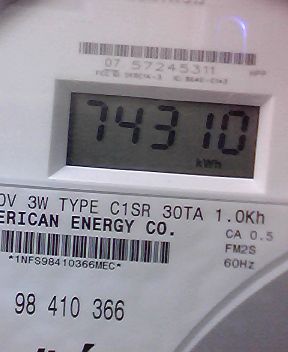 07 57245311
74310
kWh
0V 3W TYPE C1SR 30TA 1.0Kh
ERICAN ENERGY CO.
CA 0.5
FM2S
*1NFS98410366MEC*
60Hz
98 410 366